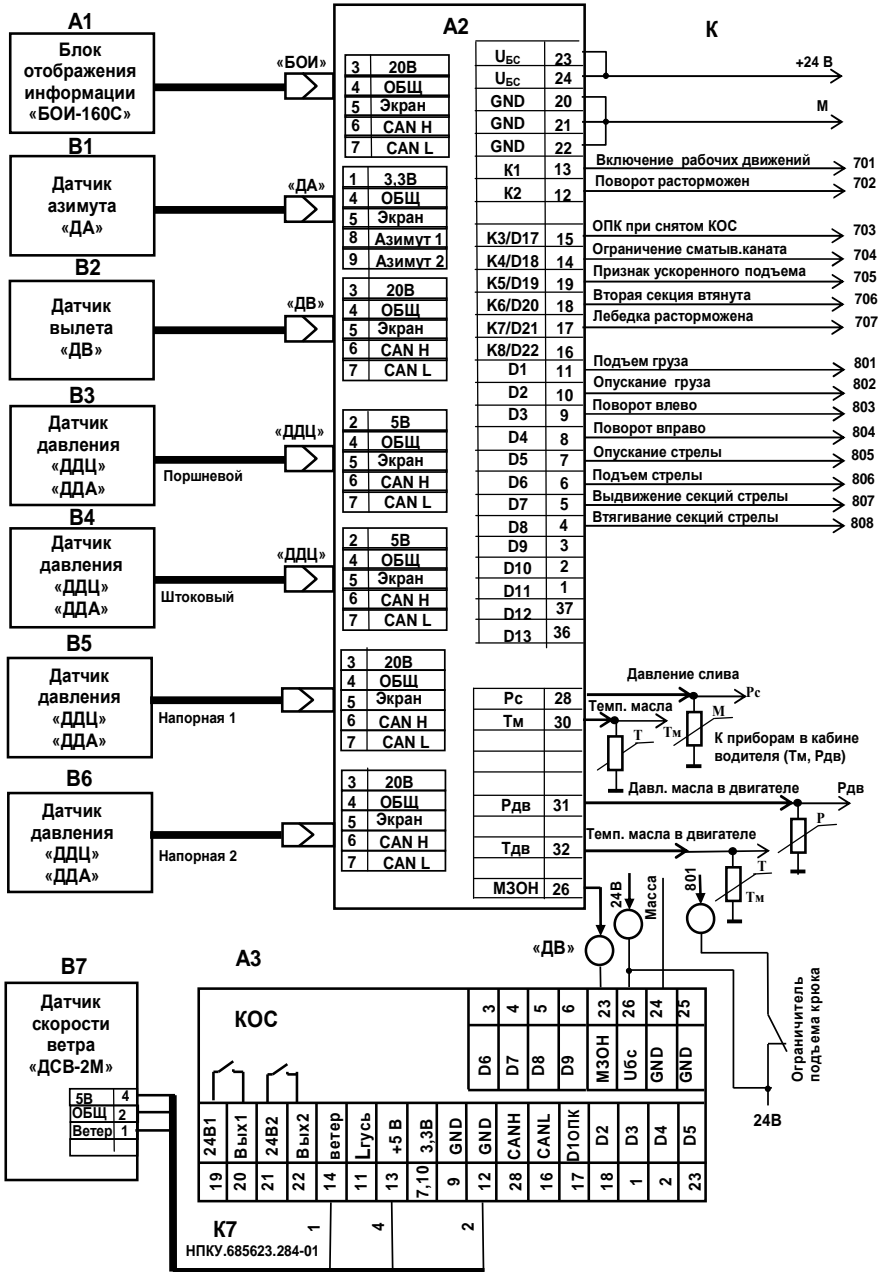 А1
Блок
отображения
информации
«БОИ-160С»
«БОИ»
В1
Датчик
азимута
«ДА»
«ДА»
В2
Датчик
вылета
«ДВ»
«ДВ»
В3
Датчик
давления
«ДДЦ»
«ДДА»
Поршневой
«ДДЦ»
В4
Датчик
давления
«ДДЦ»
«ДДА»
Штоковый
«ДДЦ»
В5
Датчик
давления
«ДДЦ»
«ДДА»
Напорная 1
В6
Датчик
давления
«ДДЦ»
«ДДА»
Напорная 2
А2
3 20В
4 ОБЩ
5 Экран
6 CAN H
7 CAN L
1 3,3В
4 ОБЩ
5 Экран
8 Азимут 1
9 Азимут 2
3 20В
4 ОБЩ
5 Экран
6 CAN H
7 CAN L
2 5В
4 ОБЩ
5 Экран
6 CAN H
7 CAN L
2 5В
4 ОБЩ
5 Экран
6 CAN H
7 CAN L
3 20В
4 ОБЩ
5 Экран
6 CAN H
7 CAN L
3 20В
4 ОБЩ
5 Экран
6 CAN H
7 CAN L
К
UБС 23
UБС 24
+24 В
GND 20
GND 21
GND 22
М
К1 13 Включение рабочих движений 701
К2 12 Поворот расторможен 702
К3/D17 15 ОПК при снятом КОС 703
К4/D18 14 Ограничение сматыв.каната 704
К5/D19 19 Признак ускоренного подъема 705
К6/D20 18 Вторая секция втянута 706
К7/D21 17 Лебедка расторможена 707
К8/D22 16
D1 11 Подъем груза 801
D2 10 Опускание груза 802
D3 9 Поворот влево 803
D4 8 Поворот вправо 804
D5 7 Опускание стрелы 805
D6 6 Подъем стрелы 806
D7 5 Выдвижение секций стрелы 807
D8 4 Втягивание секций стрелы 808
D9 3
D10 2
D11 1
D12 37
D13 36
Рс 28 Давление слива Рс
Тм 30 Темп. масла Тм
Т
М
К приборам в кабине
водителя (Тм, Рдв)
Рдв 31 Давл. масла в двигателе Рдв
Р
Тдв 32 Темп. масла в двигателе
Т
Тм
МЗОН 26
«ДВ»
24В
Масса
801
Ограничитель
подъема крюка
24В
В7
Датчик
скорости
ветра
«ДСВ-2М»
5В 4
ОБЩ 2
Ветер 1
А3
КОС
3 4 5 6 23 26 24 25
D6 D7 D8 D9 МЗОН Uбс GND GND
24В1 Вых1 24В2 Вых2 ветер Lгусь +5 В 3,3В GND GND CANH CANL D1ОПК D2 D3 D4 D5
19 20 21 22 14 11 13 7,10 9 12 28 16 17 18 1 2 23
К7
НПКУ.685623.284-01
1 4 2